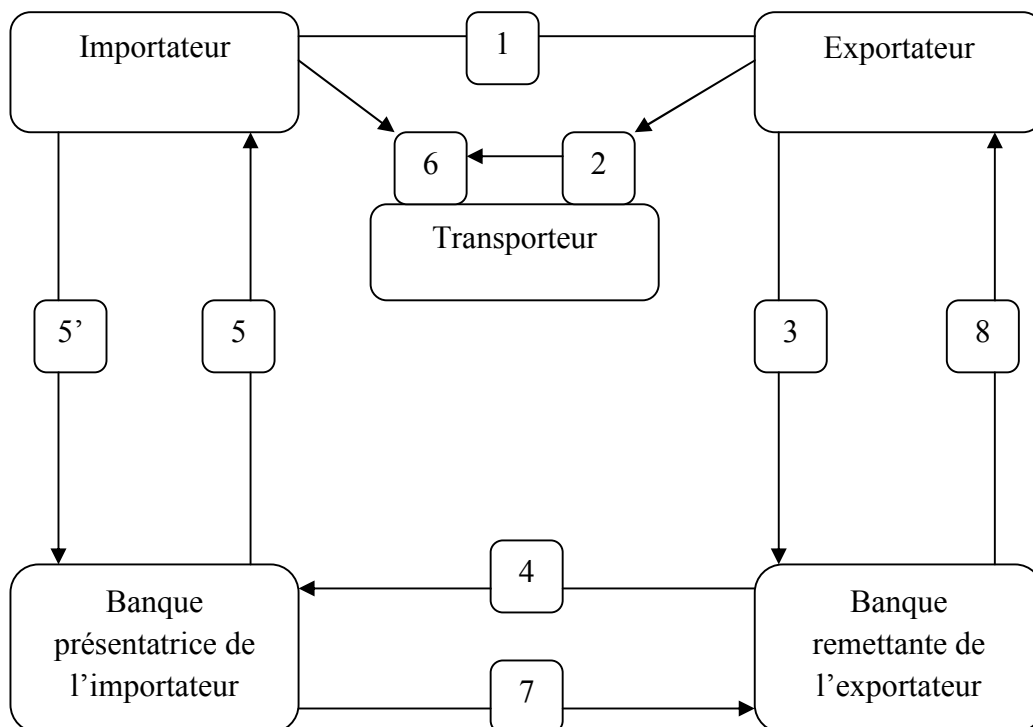 Importateur
1
Exportateur
6
2
Transporteur
5’
5
3
8
4
Banque
présentatrice de
l’importateur
Banque
remettante de
l’exportateur
7